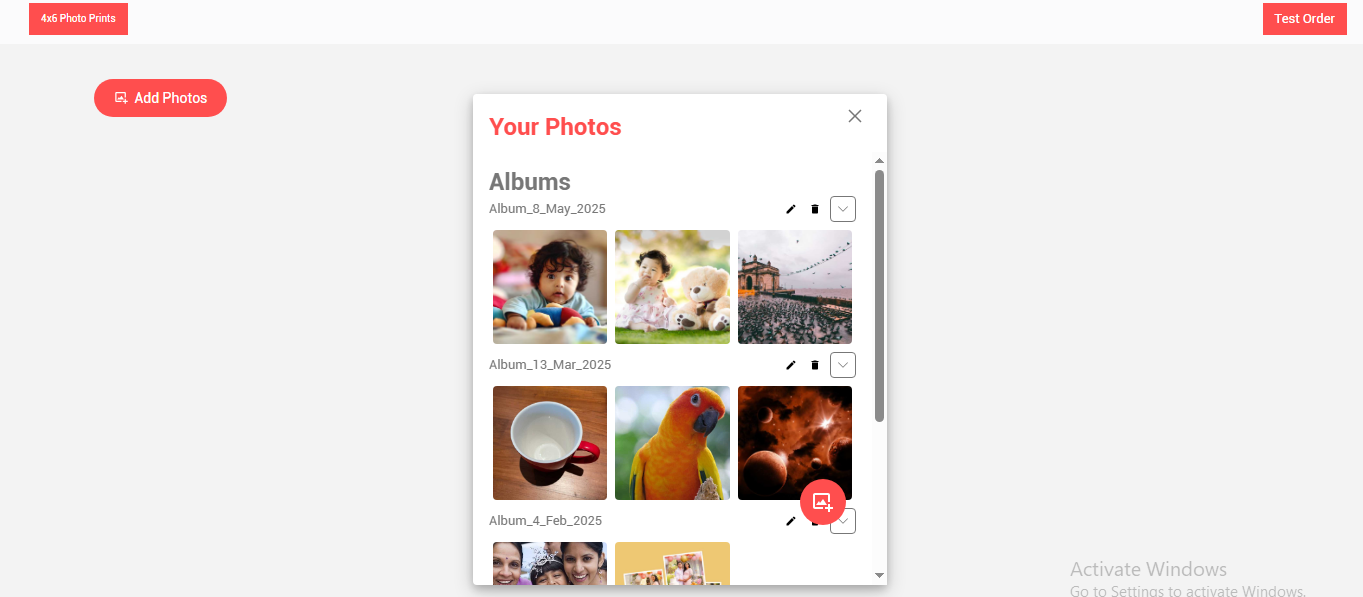 4x6 Photo Prints
Test Order
Add Photos
Your Photos
Albums
Album_8_May_2025
Album_13_Mar_2025
Album_4_Feb_2025
Activate Windows
Go to Settings to activate Windows.